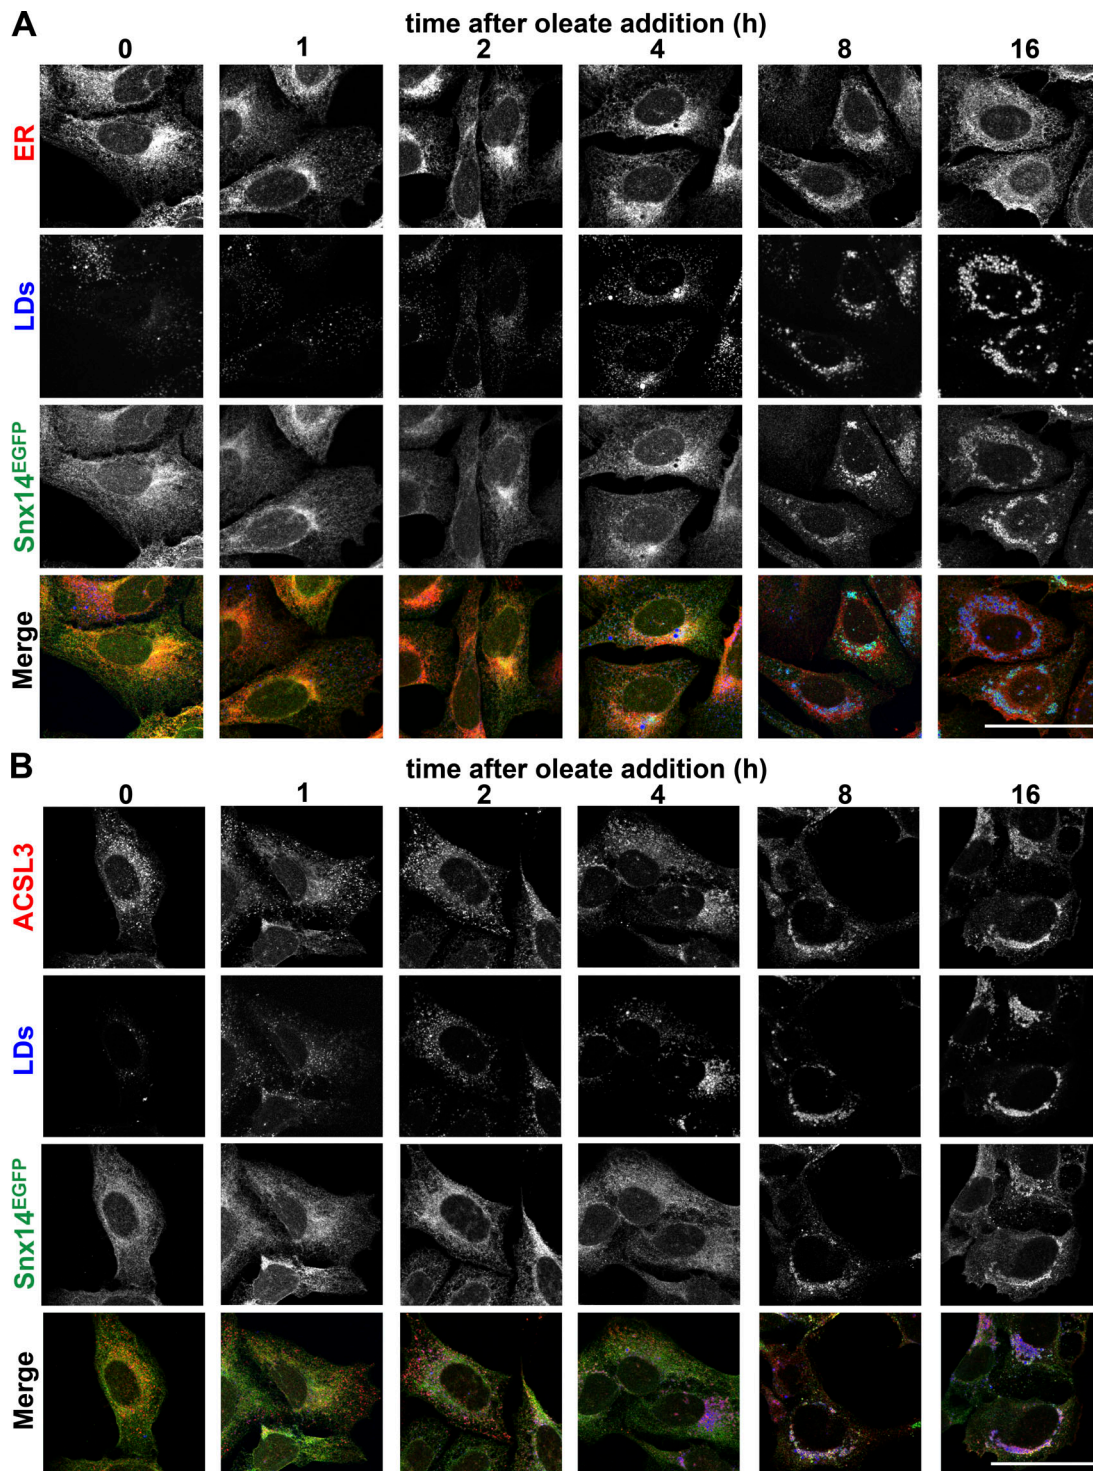 A
time after oleate addition (h)
0 1 2 4 8 16
ER
LDs
Snx14EGFP
Merge
B
time after oleate addition (h)
0 1 2 4 8 16
ACSL3
LDs
Snx14EGFP
Merge